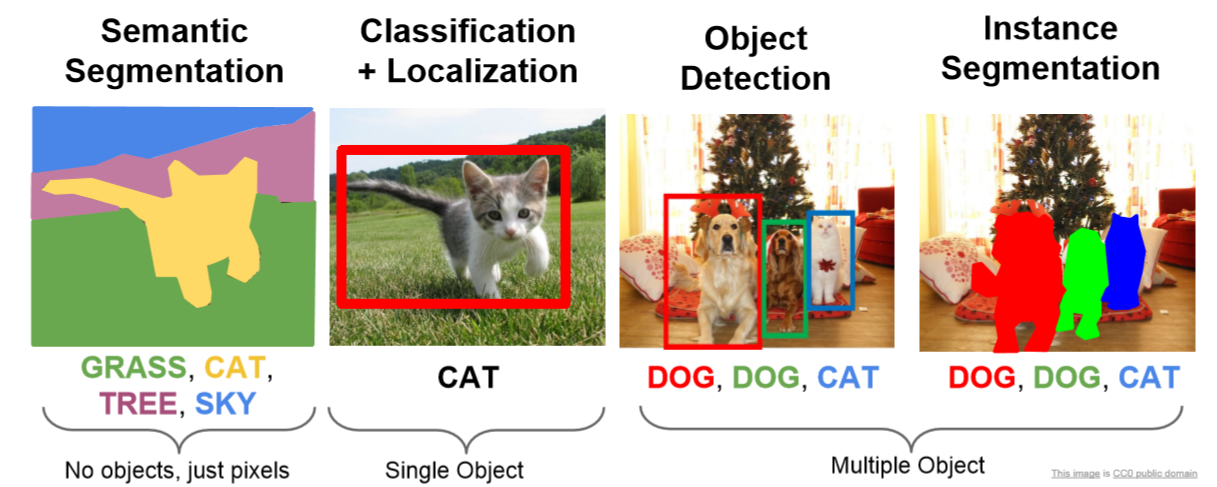 Semantic
Segmentation
Classification
+ Localization
Object
Detection
Instance
Segmentation
GRASS, CAT,
TREE, SKY
CAT
DOG, DOG, CAT
DOG, DOG, CAT
No objects, just pixels
Single Object
Multiple Object
This image is CC0 public domain